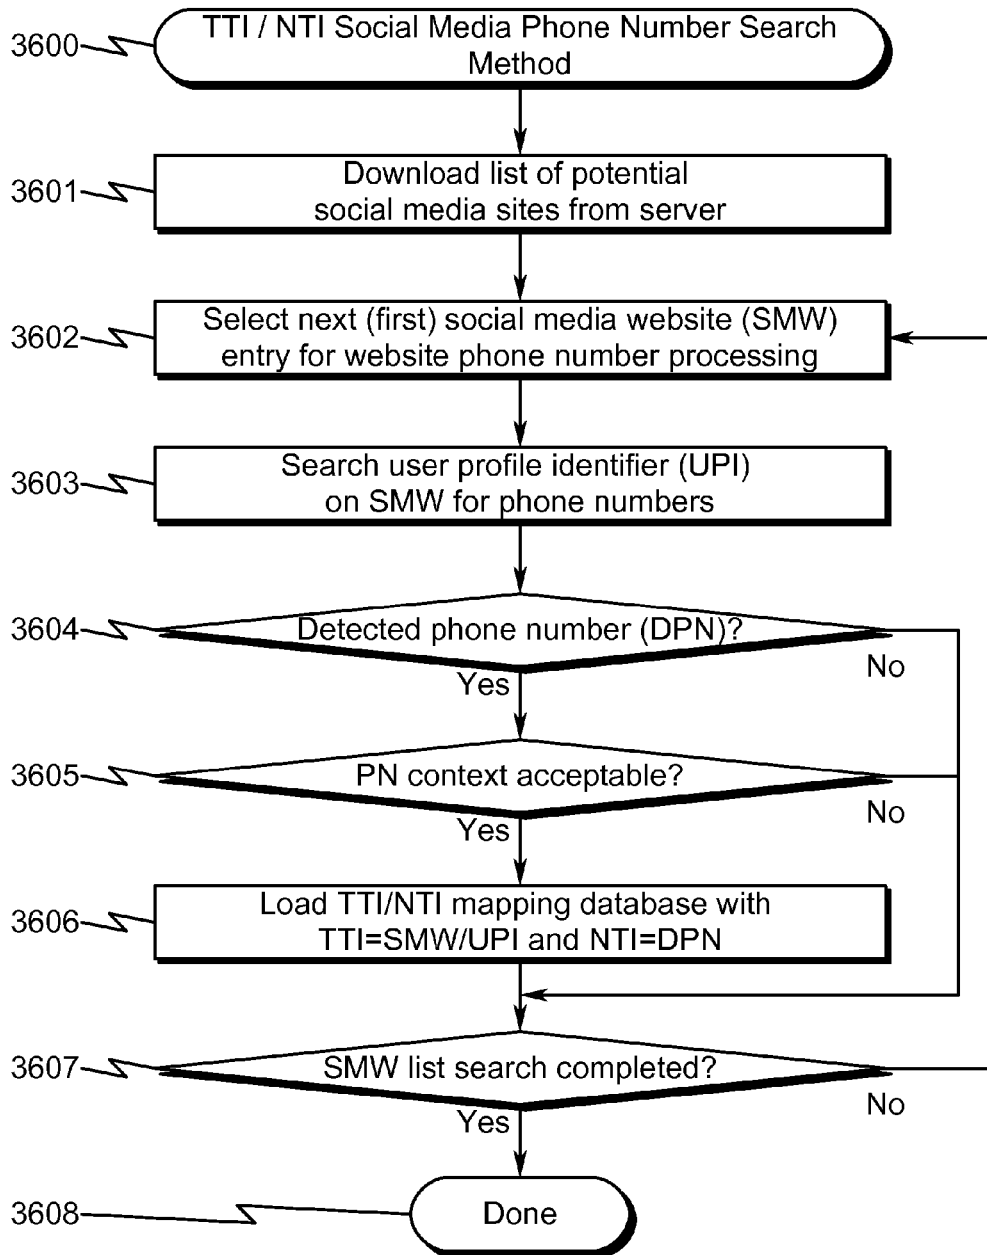 3600
TTI / NTI Social Media Phone Number Search
Method
3601
Download list of potential
social media sites from server
3602
Select next (first) social media website (SMW)
entry for website phone number processing
3603
Search user profile identifier (UPI)
on SMW for phone numbers
3604
Detected phone number (DPN)?
No
Yes
3605
PN context acceptable?
No
Yes
3606
Load TTI/NTI mapping database with
TTI=SMW/UPI and NTI=DPN
3607
SMW list search completed?
No
Yes
3608
Done